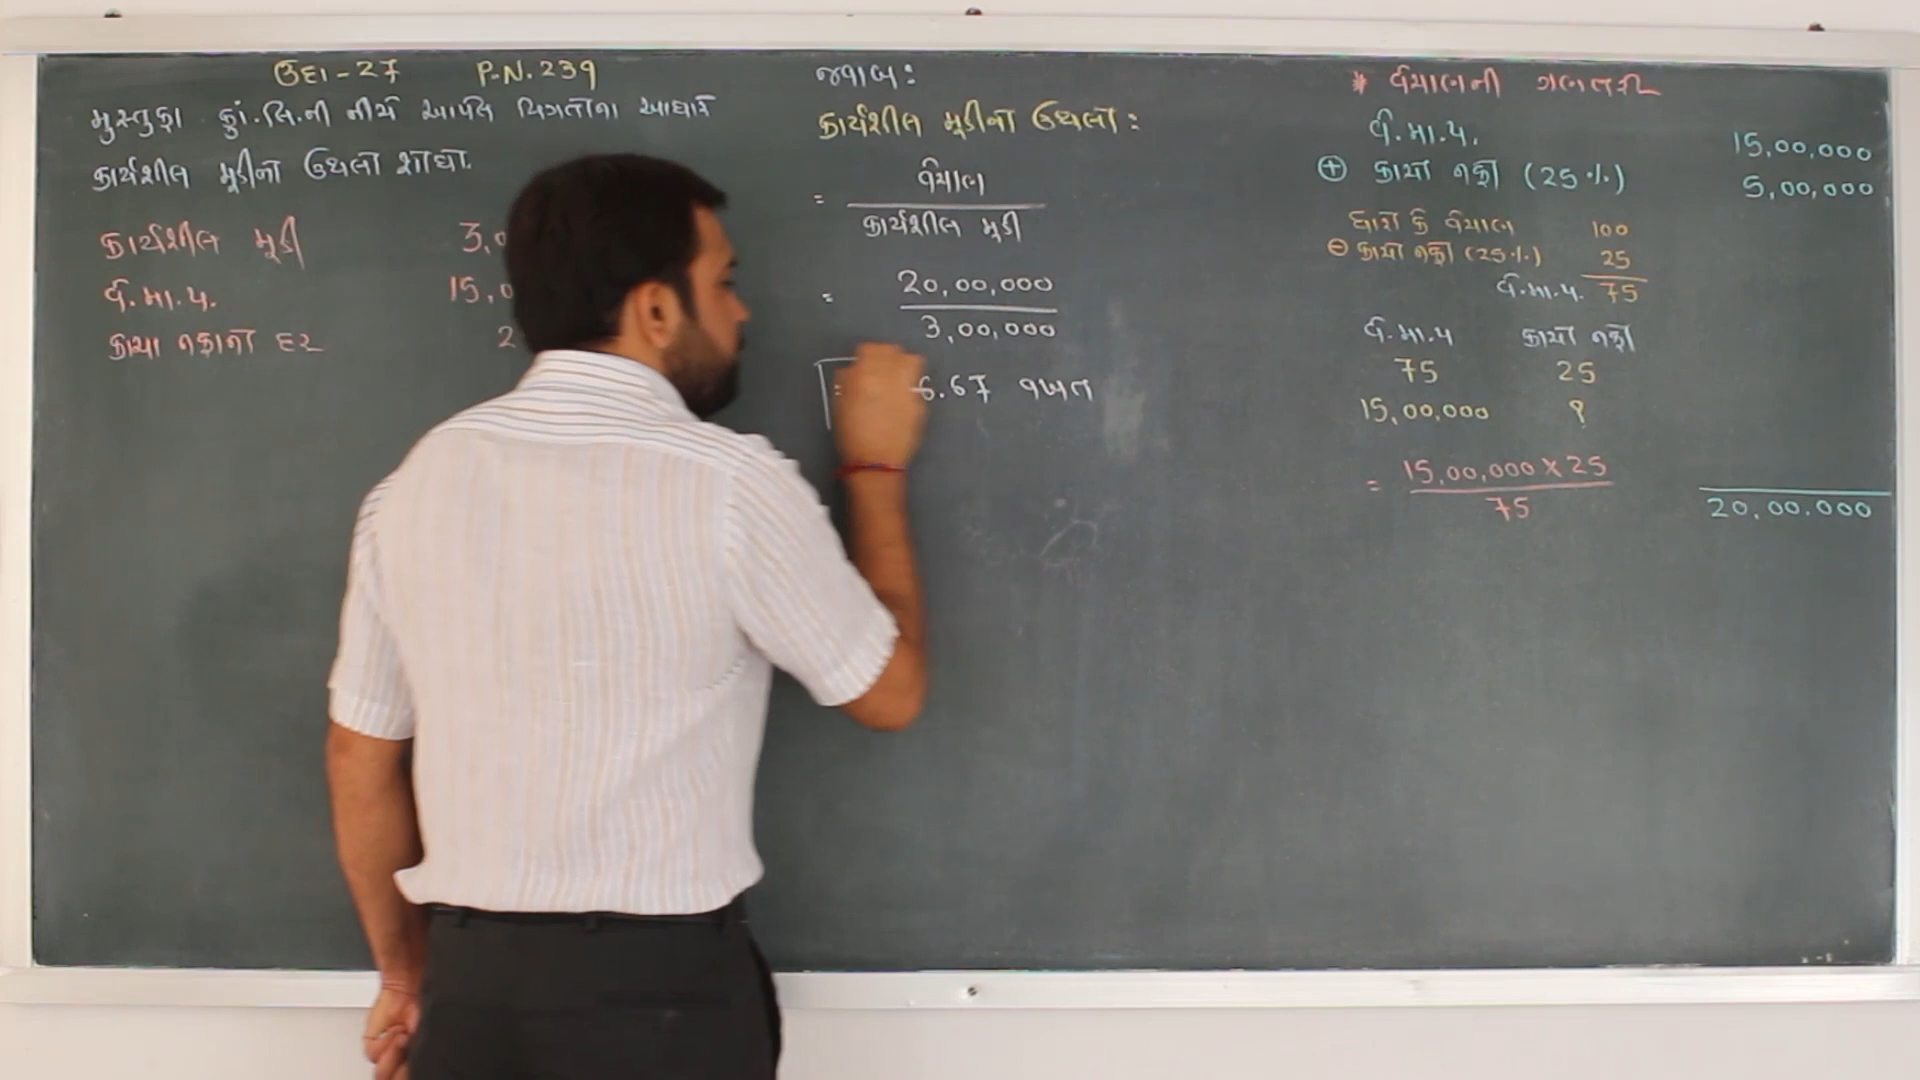 ઉદા-27 P.N.239
મુસ્તુફા કાં.લિ.ની નીચે આપેલ વિગતોના આધારે
કાર્યશીલ મૂડીનો ઉથલો શોધો.
કાર્યશીલ મૂડી 3,0
વે.મા.પ. 15,0
કાચા નફાનો દર 2
જવાબ:
કાર્યશીલ મૂડીનો ઉથલો:
= વેચાણ
કાર્યશીલ મૂડી
= 20,00,000
3,00,000
= 6.67 વખત
* વેચાણની ગણતરી
વે.મા.પ. 15,00,000
⊕ કાચો નફો (25%) 5,00,000
ધારો કે વેચાણ 100
⊖ કાચો નફો (25%) 25
વે.મા.પ. 75
વે.મા.પ કાચો નફો
75 25
15,00,000 ?
= 15,00,000 X 25
75
20,00,000